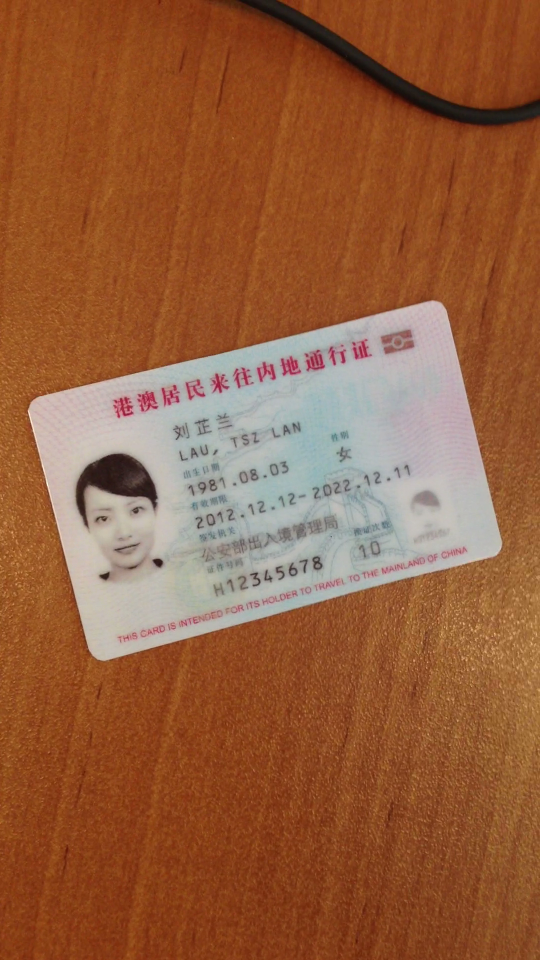 港澳居民来往内地通行证
刘芷兰
LAU, TSZ LAN
出生日期 性别
1981.08.03 女
有效期限
2012.12.12-2022.12.11
签发机关
公安部出入境管理局
证件号码 换证次数
H12345678 10
THIS CARD IS INTENDED FOR ITS HOLDER TO TRAVEL TO THE MAINLAND OF CHINA